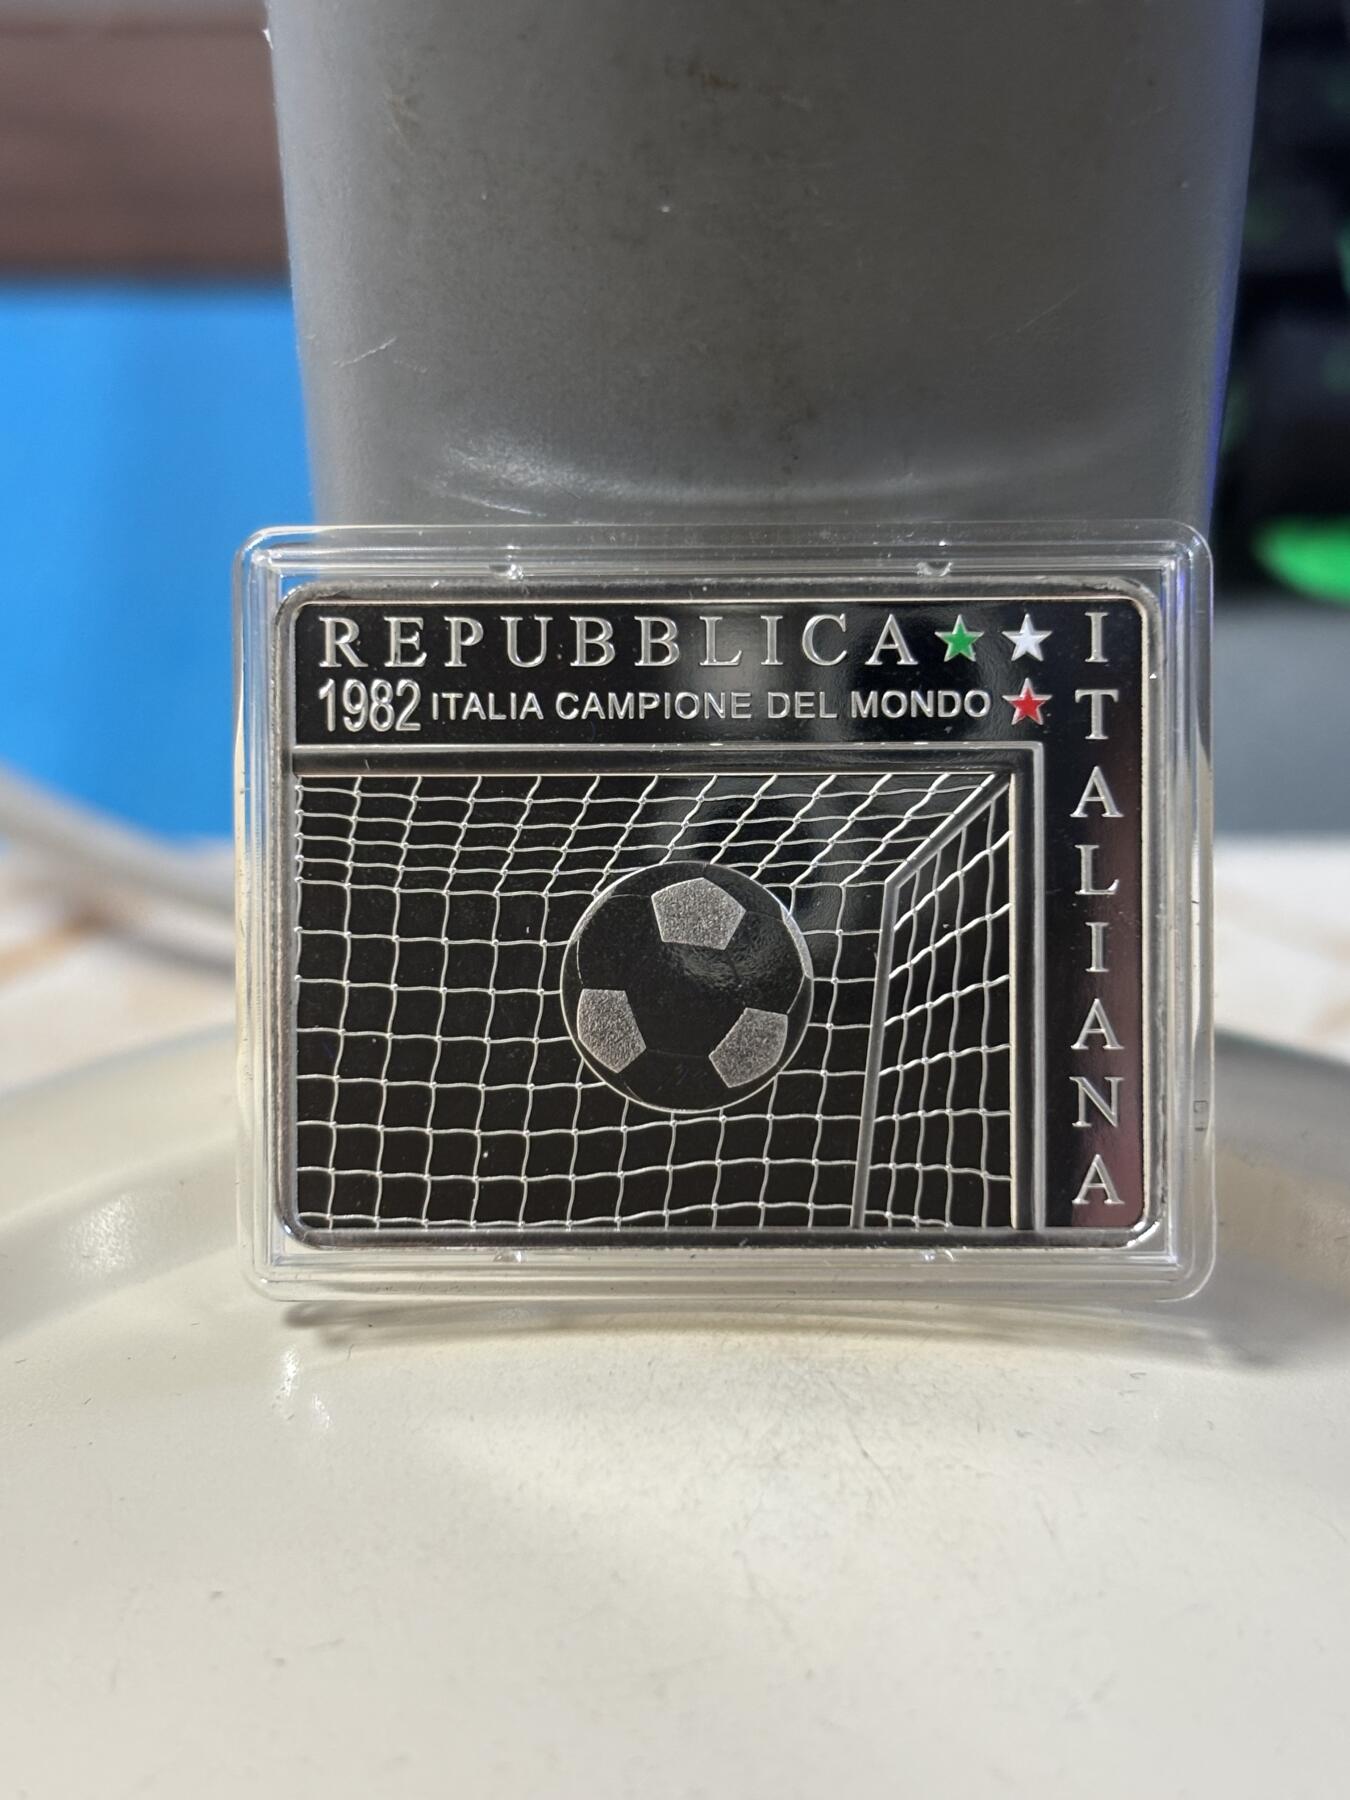 REPUBBLICA
1982 ITALIA CAMPIONE DEL MONDO
ITALIANA